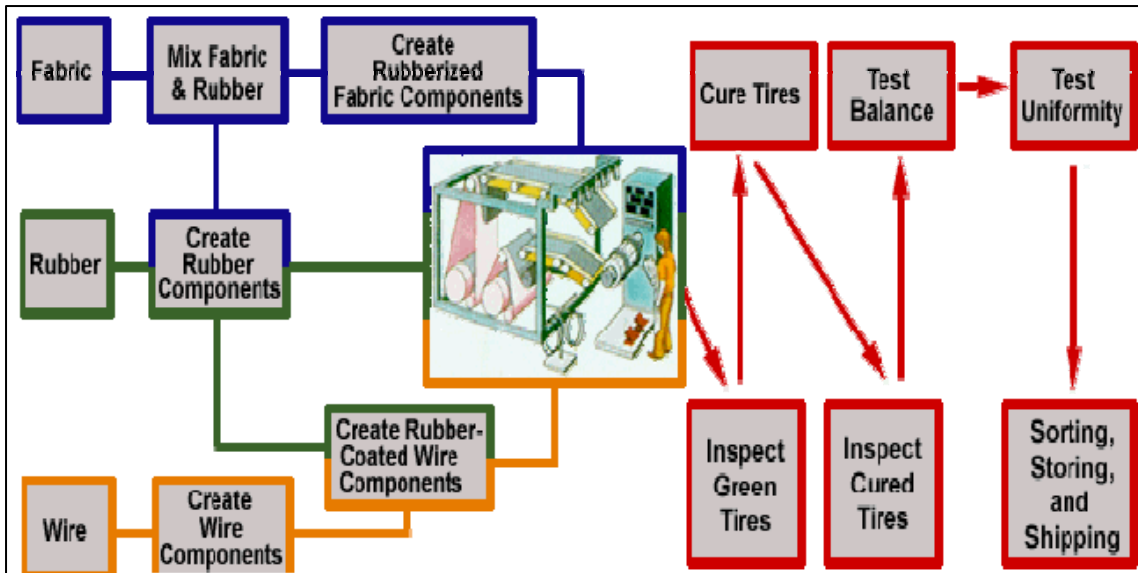 Fabric
Mix Fabric
& Rubber
Create
Rubberized
Fabric Components
Cure Tires
Test
Balance
Test
Uniformity
Rubber
Create
Rubber
Components
Create Rubber-
Coated Wire
Components
Wire
Create
Wire
Components
Inspect
Green
Tires
Inspect
Cured
Tires
Sorting,
Storing,
and
Shipping